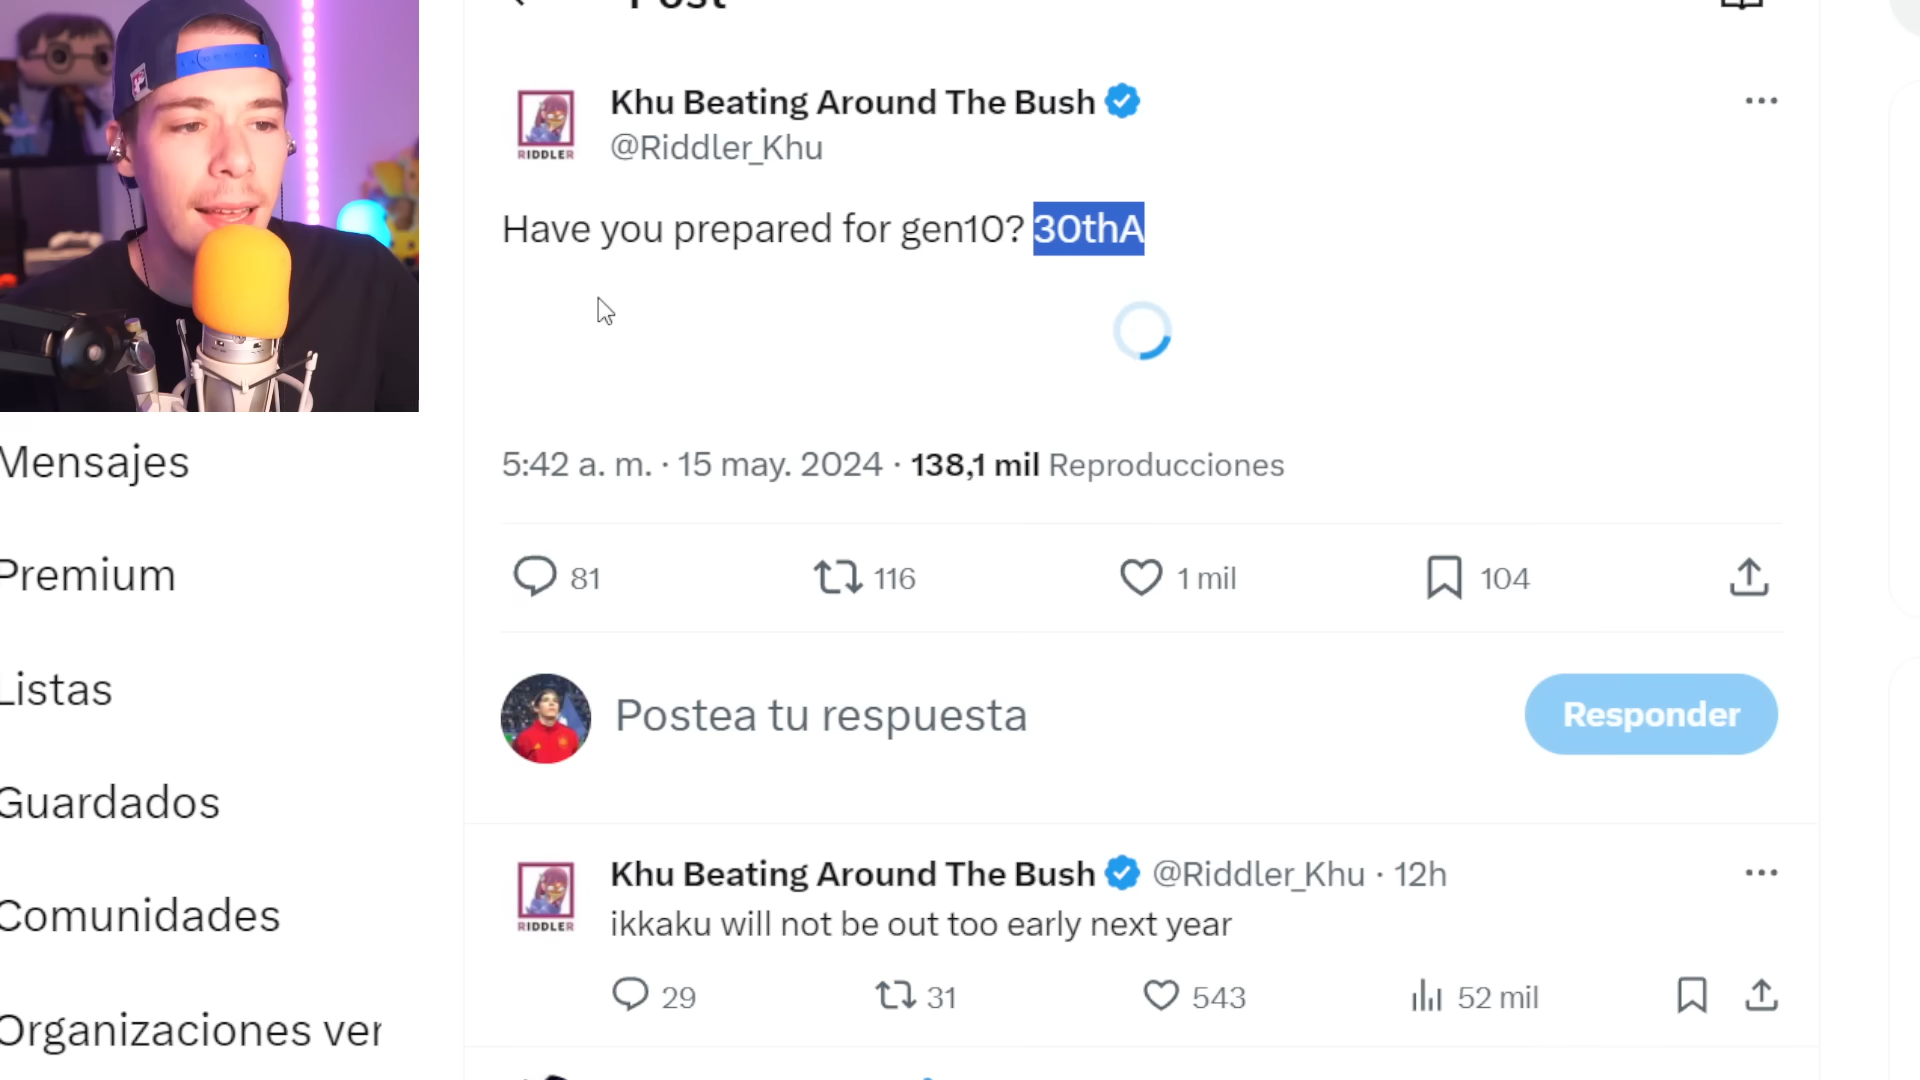 Post
Khu Beating Around The Bush
@Riddler_Khu
RIDDLER
Have you prepared for gen10? 30thA
5:42 a. m. · 15 may. 2024 · 138,1 mil Reproducciones
81 116 1 mil 104
Postea tu respuesta
Responder
Khu Beating Around The Bush @Riddler_Khu · 12h
RIDDLER
ikkaku will not be out too early next year
29 31 543 52 mil
Mensajes
Premium
Listas
Guardados
Comunidades
Organizaciones ver